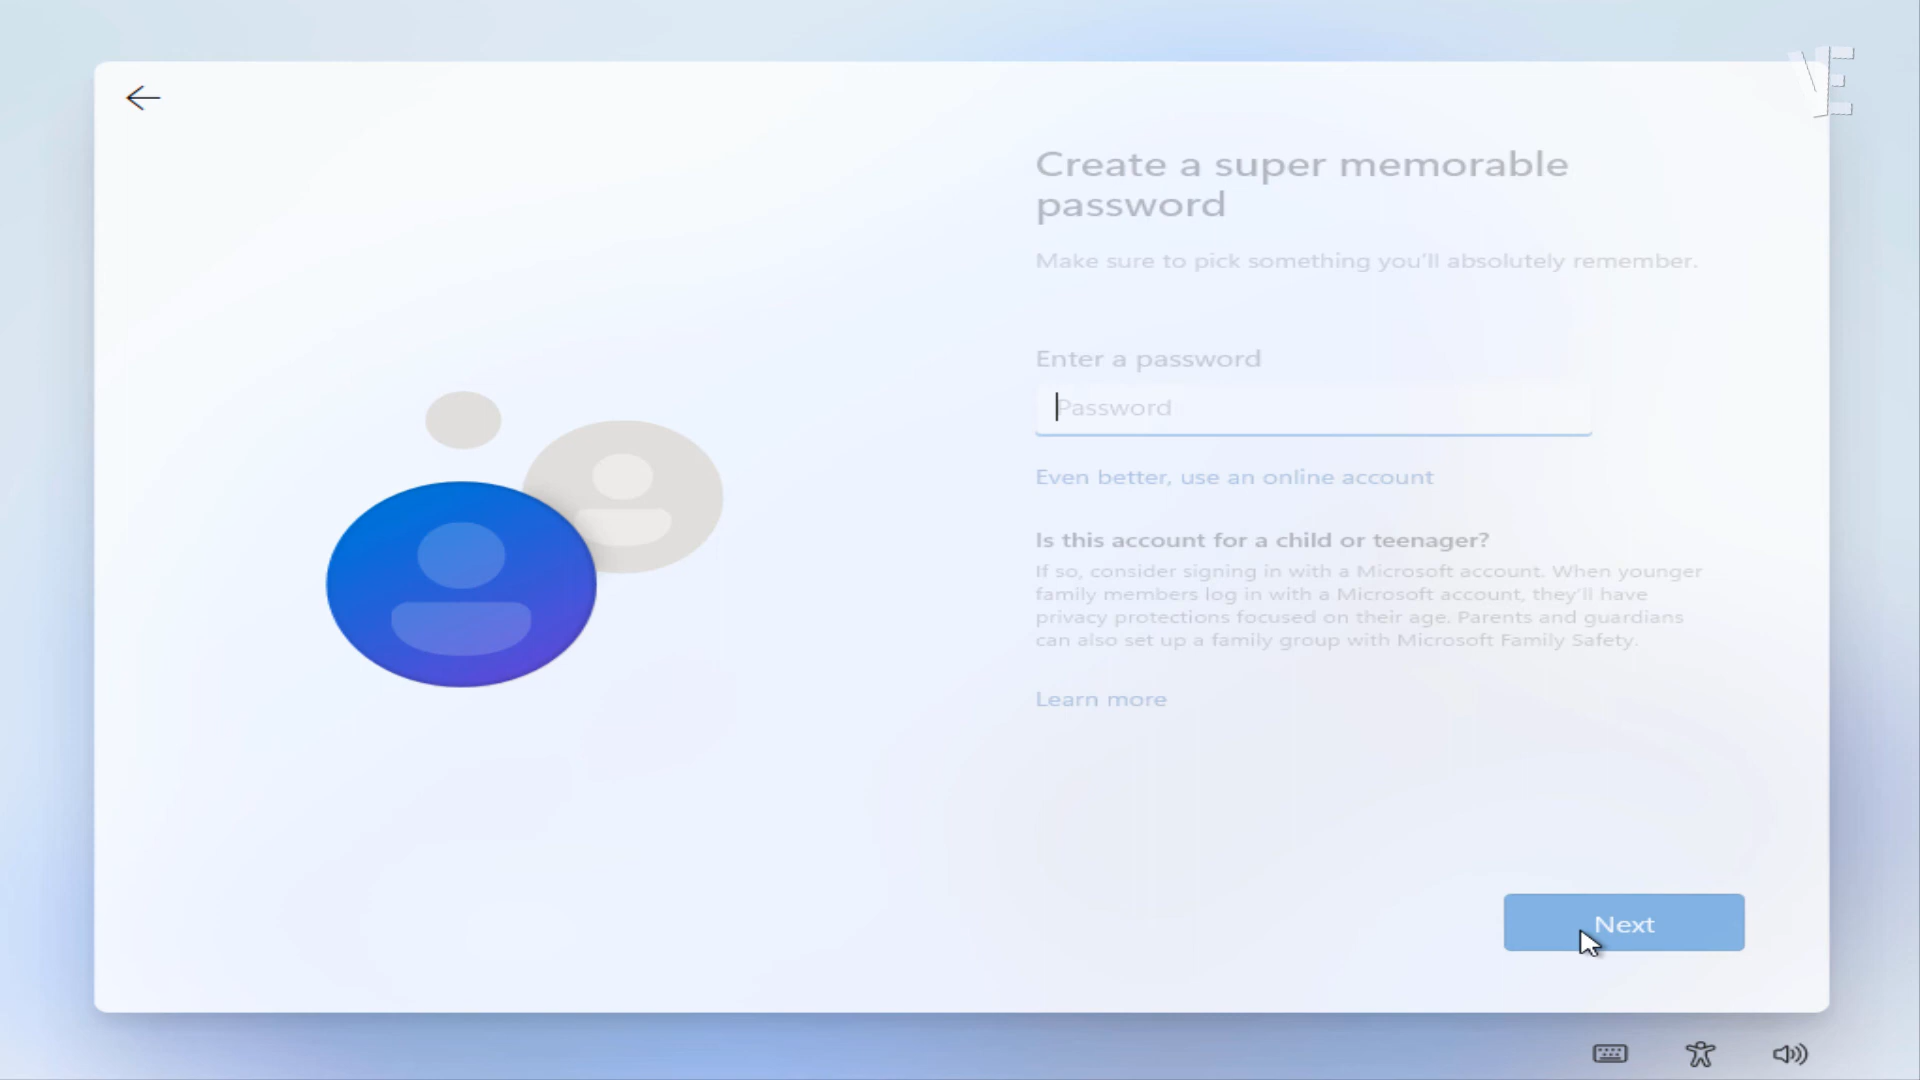 VE
Create a super memorable
password
Make sure to pick something you'll absolutely remember.
Enter a password
Password
Even better, use an online account
Is this account for a child or teenager?
If so, consider signing in with a Microsoft account. When younger
family members log in with a Microsoft account, they'll have
privacy protections focused on their age. Parents and guardians
can also set up a family group with Microsoft Family Safety.
Learn more
Next